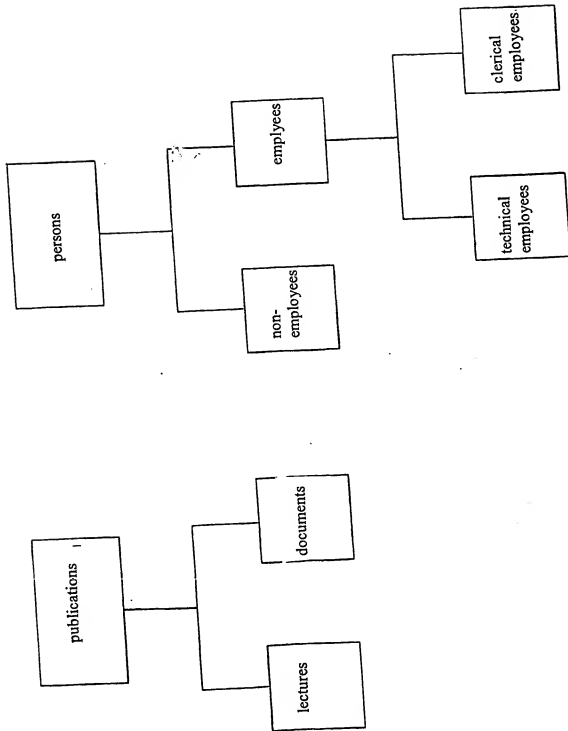 publications
lectures
documents
persons
non-
employees
emplyees
technical
employees
clerical
employees.